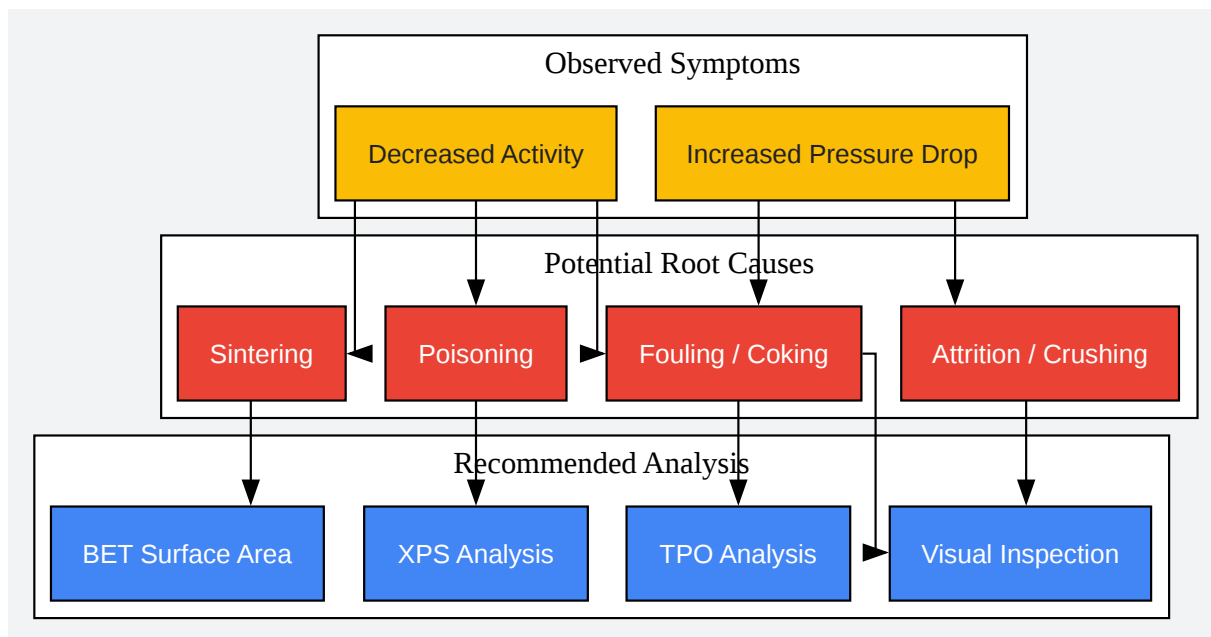 Observed Symptoms
Decreased Activity
Increased Pressure Drop
Potential Root Causes
Sintering
Poisoning
Fouling / Coking
Attrition / Crushing
Recommended Analysis
BET Surface Area
XPS Analysis
TPO Analysis
Visual Inspection